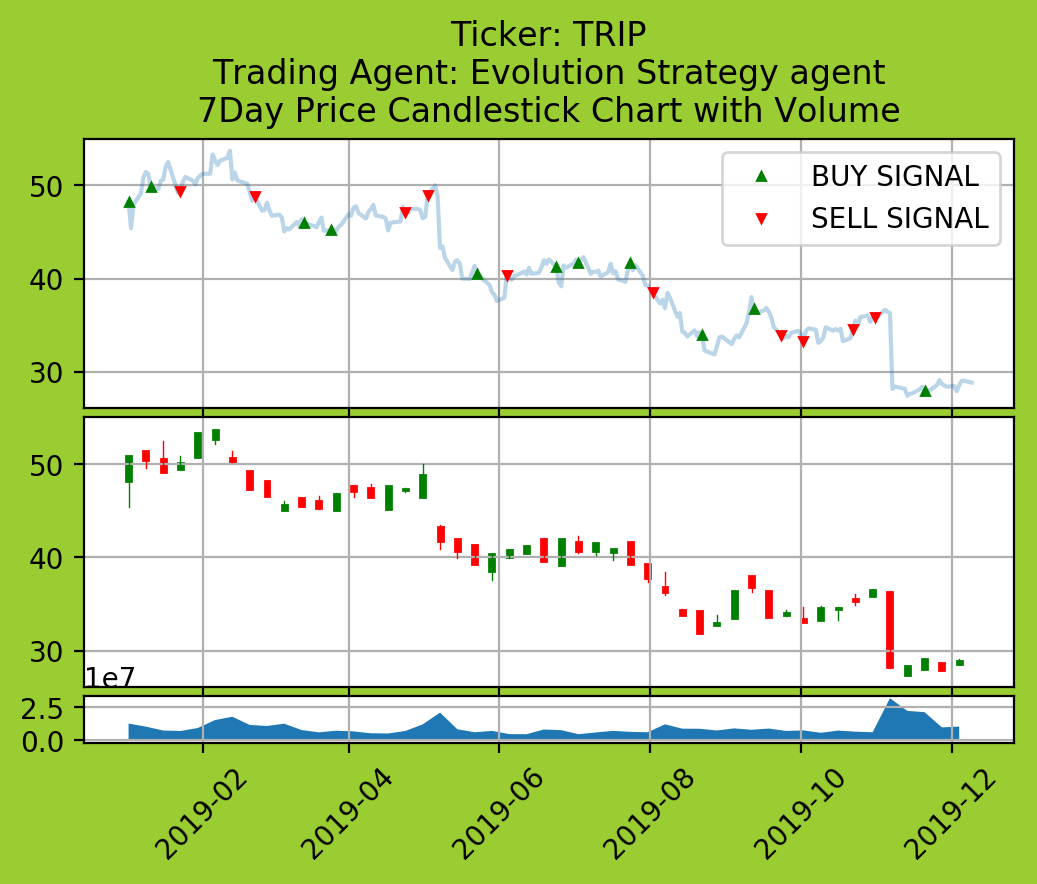 Ticker: TRIP
Trading Agent: Evolution Strategy agent
7Day Price Candlestick Chart with Volume
BUY SIGNAL
SELL SIGNAL
50
40
30
50
40
30
1e7
2.5
0.0
2019-02
2019-04
2019-06
2019-08
2019-10
2019-12